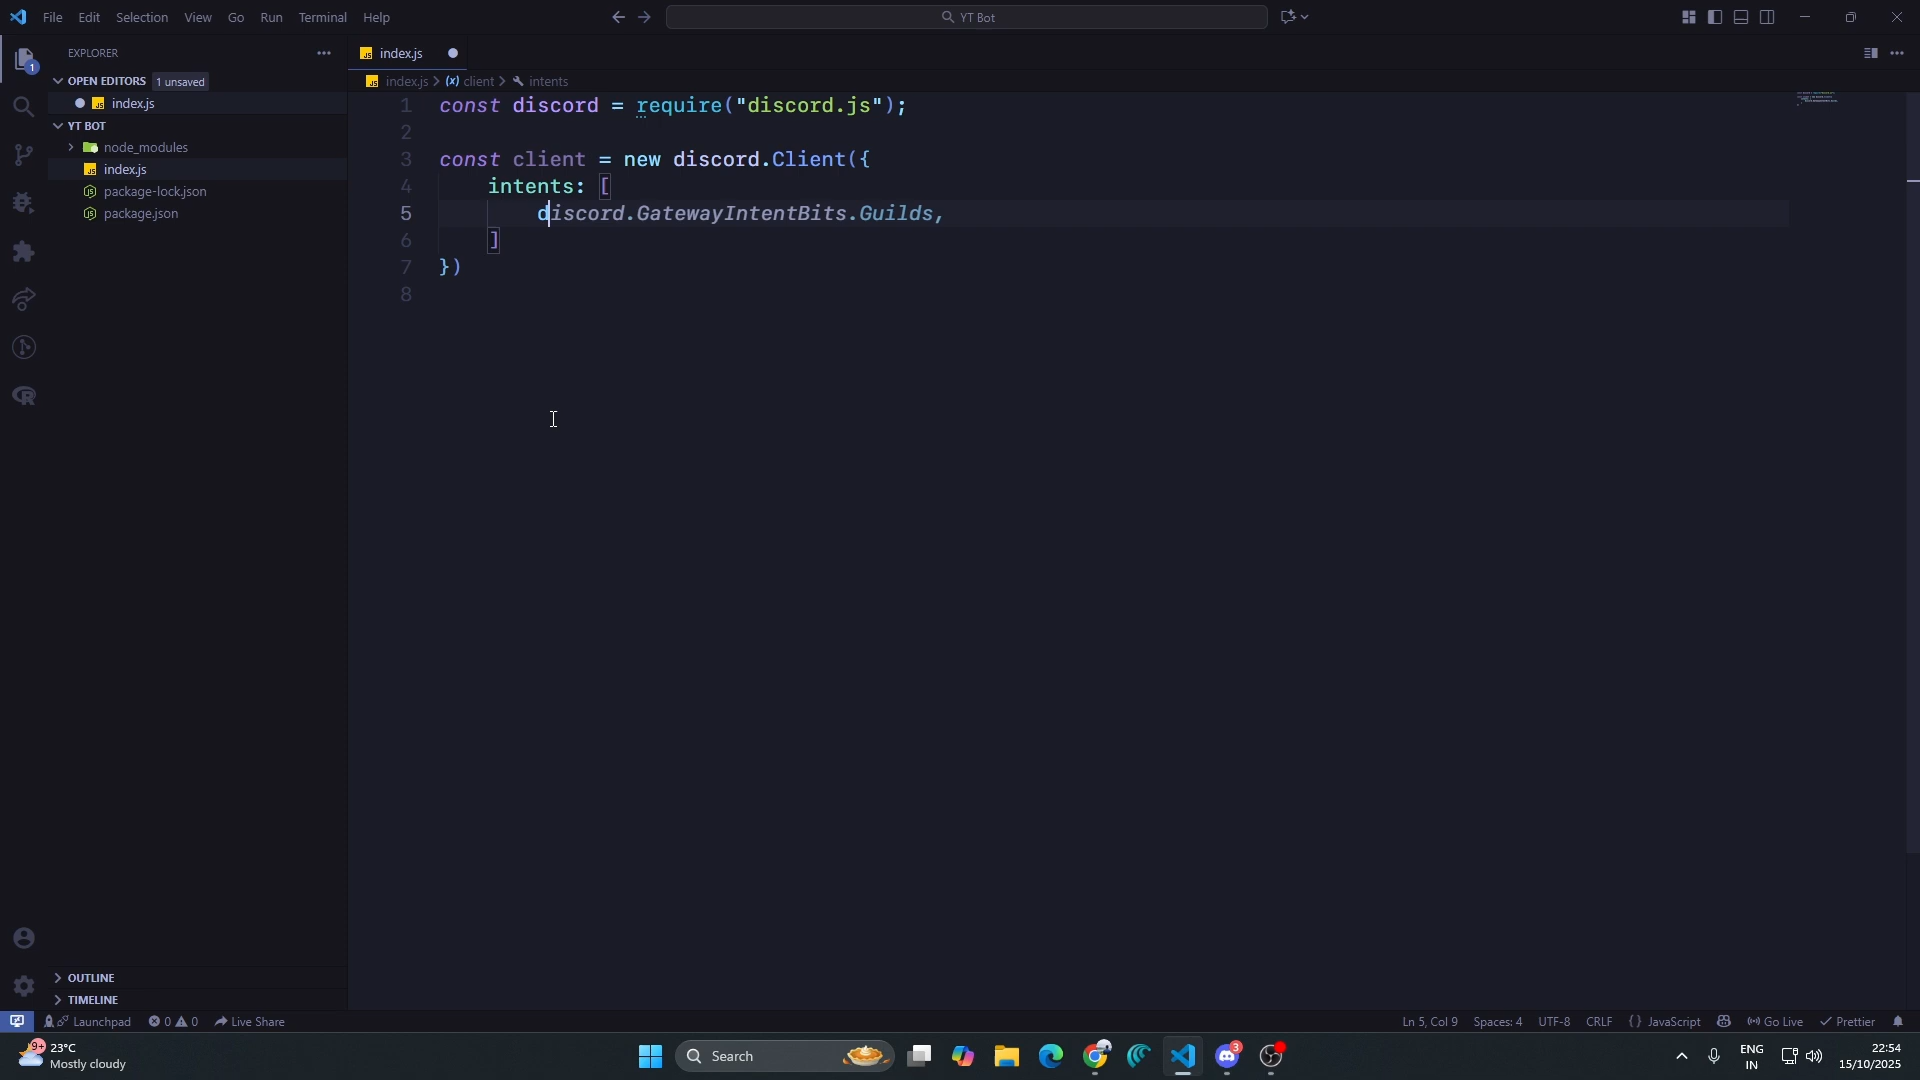 File Edit Selection View Go Run Terminal Help
YT Bot
EXPLORER
OPEN EDITORS 1 unsaved
index.js
YT BOT
node_modules
index.js
package-lock.json
package.json
OUTLINE
TIMELINE
index.js
index.js > client > intents
1 const discord = require("discord.js");
2
3 const client = new discord.Client({
4 intents: [
5 discord.GatewayIntentBits.Guilds,
6 ]
7 })
8
Launchpad 0 0 Live Share
Ln 5, Col 9 Spaces: 4 UTF-8 CRLF {} JavaScript Go Live Prettier
9+ 23°C
Mostly cloudy
Search
3
ENG
IN
22:54
15/10/2025